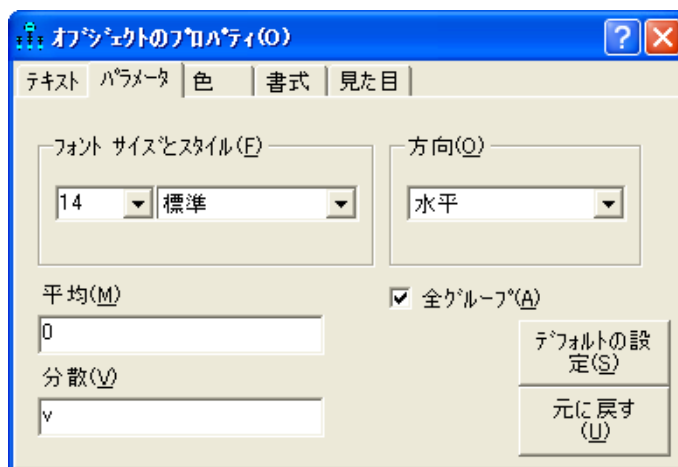 ｵﾌﾞｼﾞｪｸﾄのﾌﾟﾛﾊﾟﾃｨ(O)
ﾃｷｽﾄ ﾊﾟﾗﾒｰﾀ 色 書式 見た目
ﾌｫﾝﾄ ｻｲｽﾞとｽﾀｲﾙ(F) 方向(O)
14 標準 水平
平均(M)
全ｸﾞﾙｰﾌﾟ(A)
0
ﾃﾞﾌｫﾙﾄの設
定(S)
分散(V)
v
元に戻す
(U)